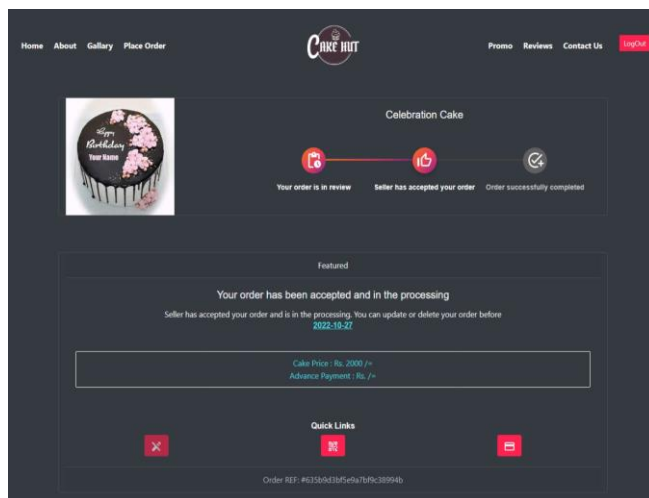 Home About Gallary Place Order
CAKE HUT
Promo Reviews Contact Us
LogOut
Happy
Birthday
Your Name
Celebration Cake
Your order is in review
Seller has accepted your order
Order successfully completed
Featured
Your order has been accepted and in the processing
Seller has accepted your order and is in the processing. You can update or delete your order before
2022-10-27
Cake Price : Rs. 2000 /=
Advance Payment : Rs. /=
Quick Links
Order REF: #635b9d3bf5e9a7bf9c38994b